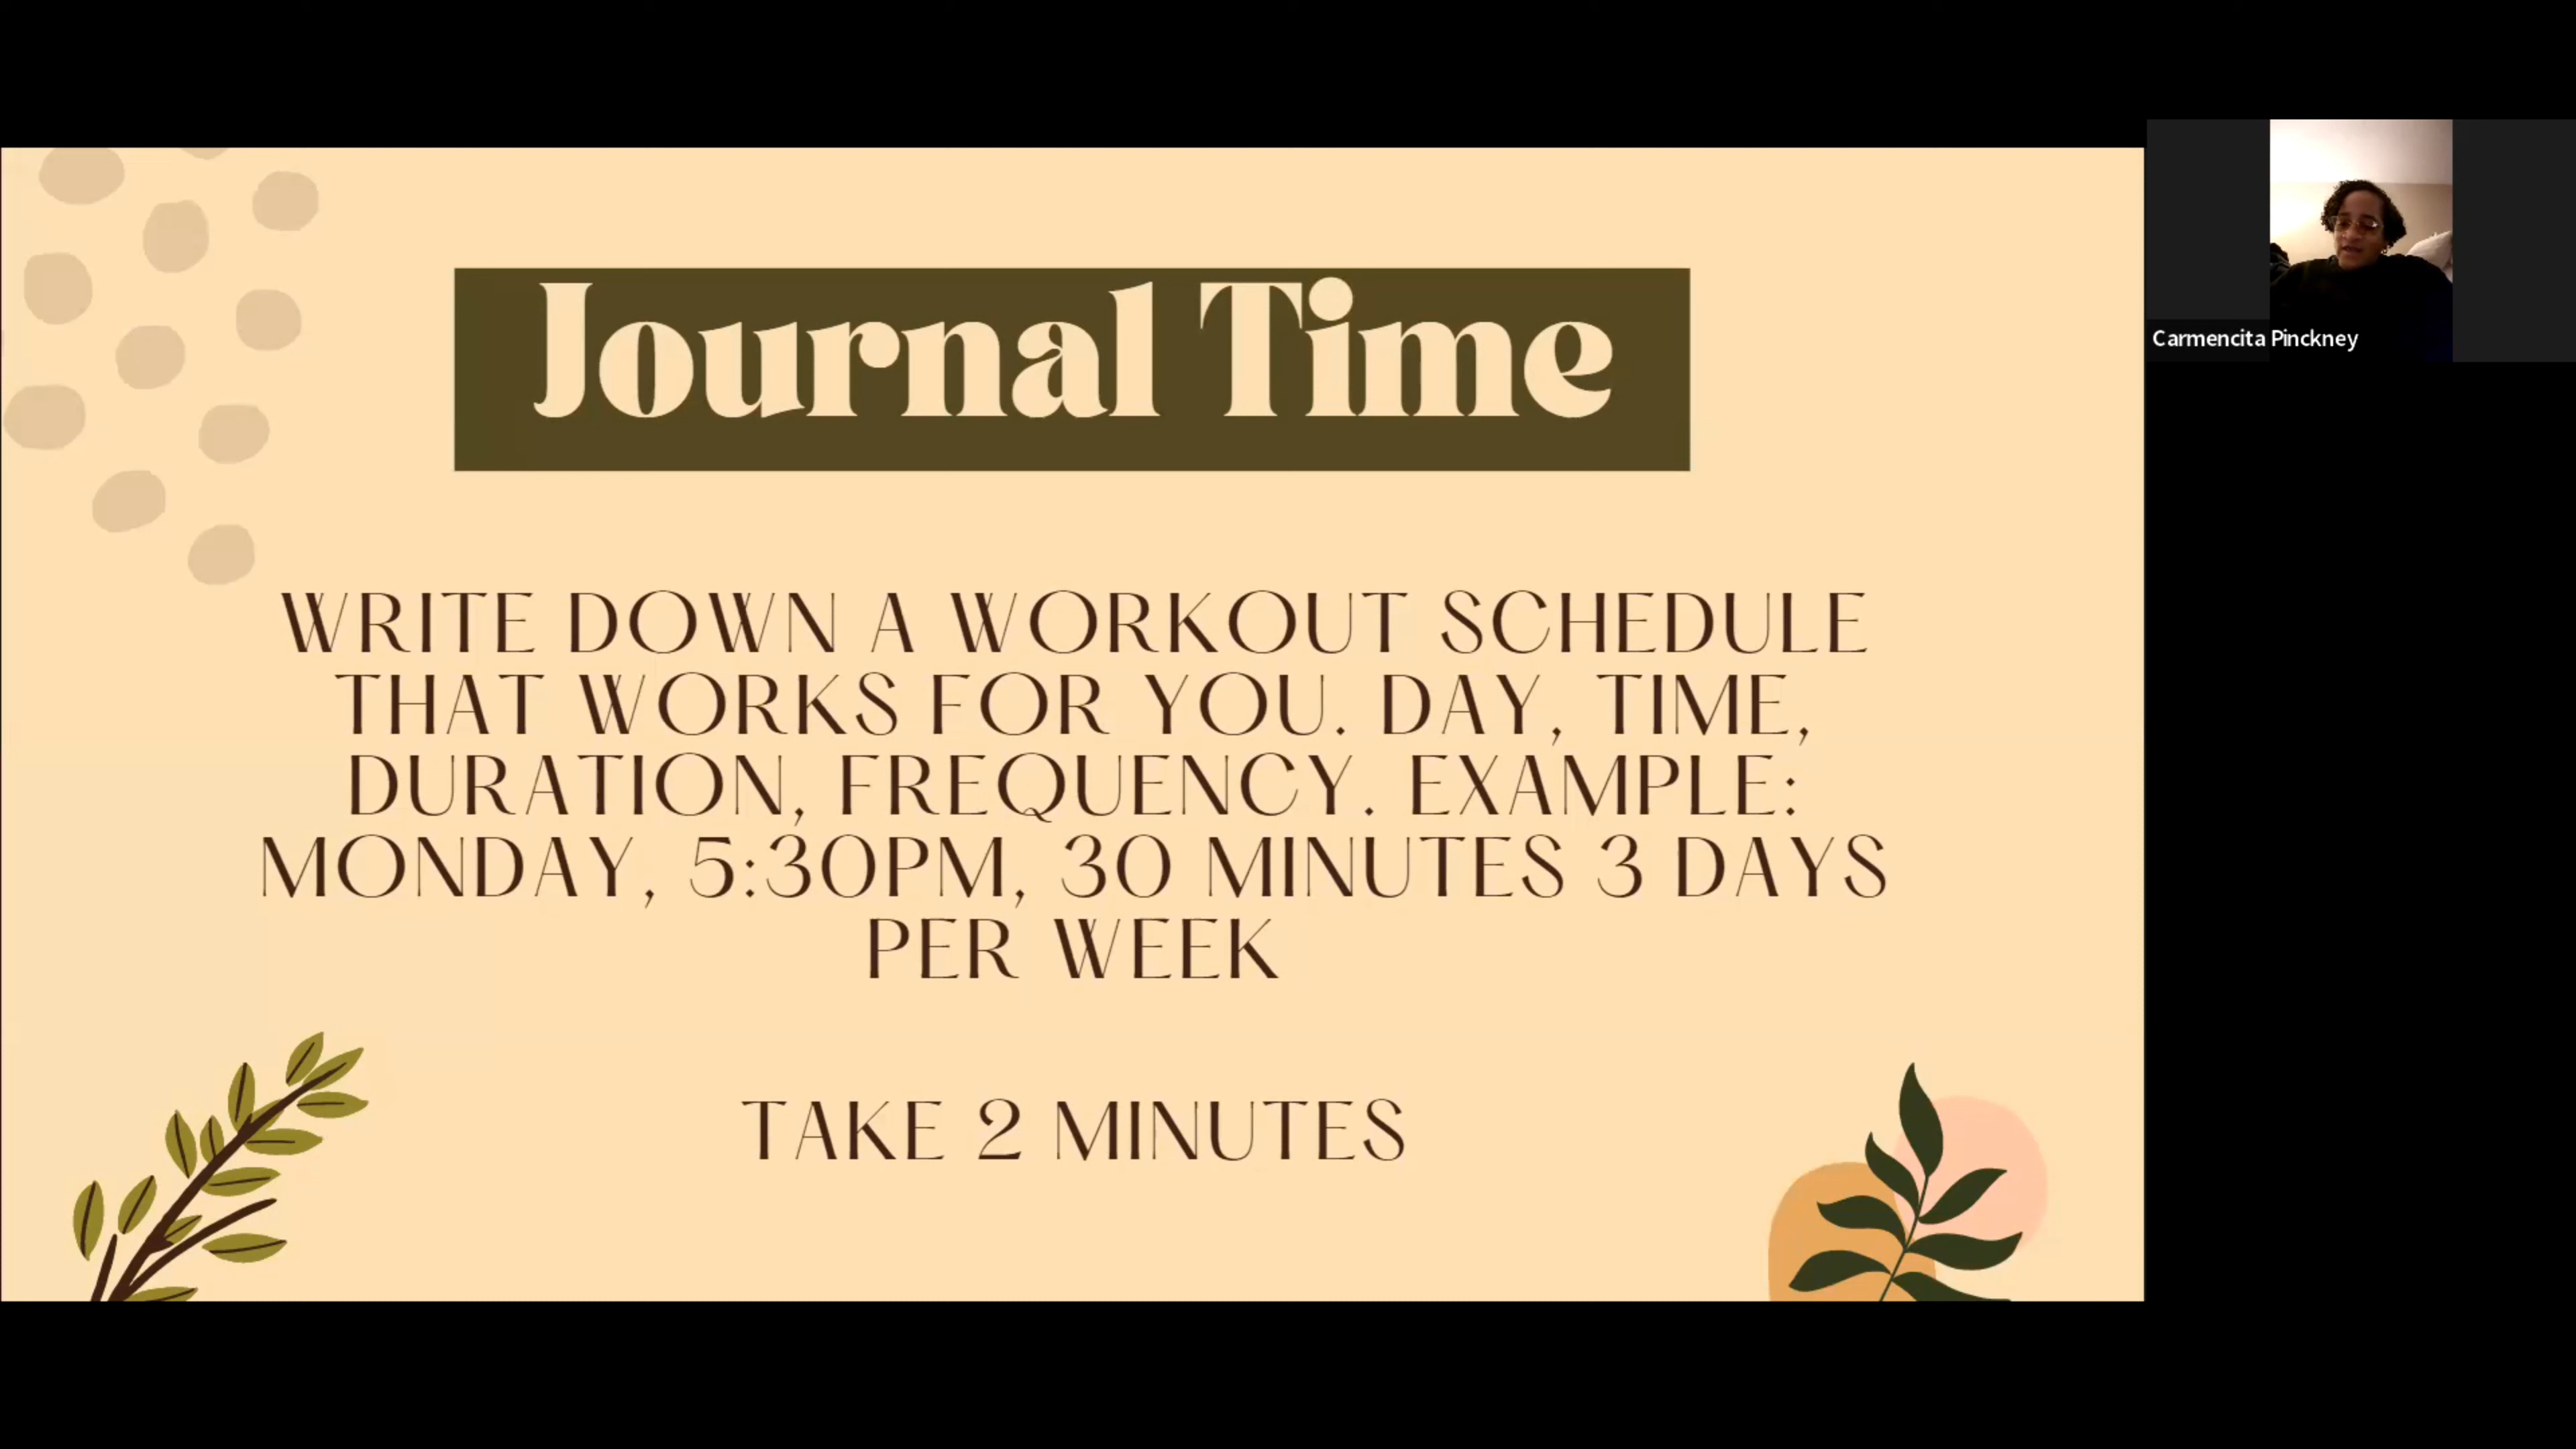 Journal Time
WRITE DOWN A WORKOUT SCHEDULE
THAT WORKS FOR YOU. DAY, TIME,
DURATION, FREQUENCY. EXAMPLE:
MONDAY, 5:30PM, 30 MINUTES 3 DAYS
PER WEEK
TAKE 2 MINUTES
Carmencita Pinckney